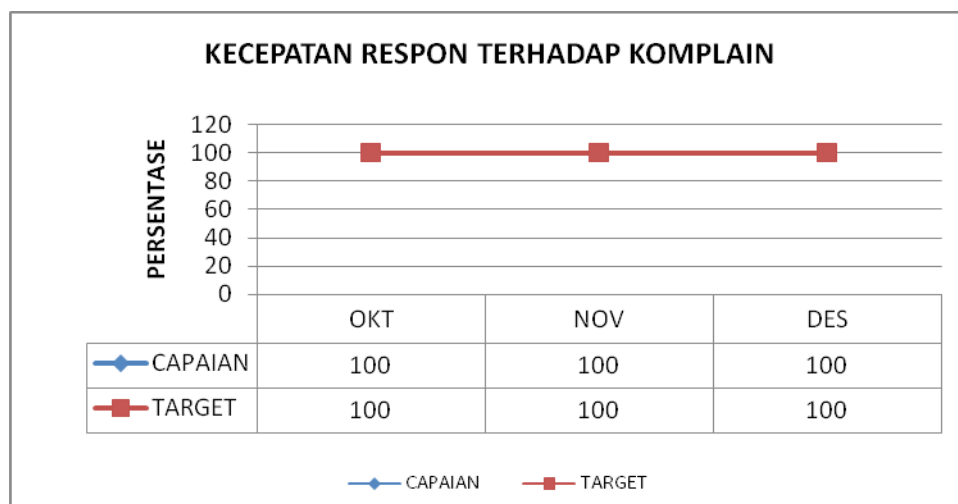 KECEPATAN RESPON TERHADAP KOMPLAIN
PERSENTASE
120
100
80
60
40
20
0
OKT NOV DES
CAPAIAN 100 100 100
TARGET 100 100 100
CAPAIAN TARGET